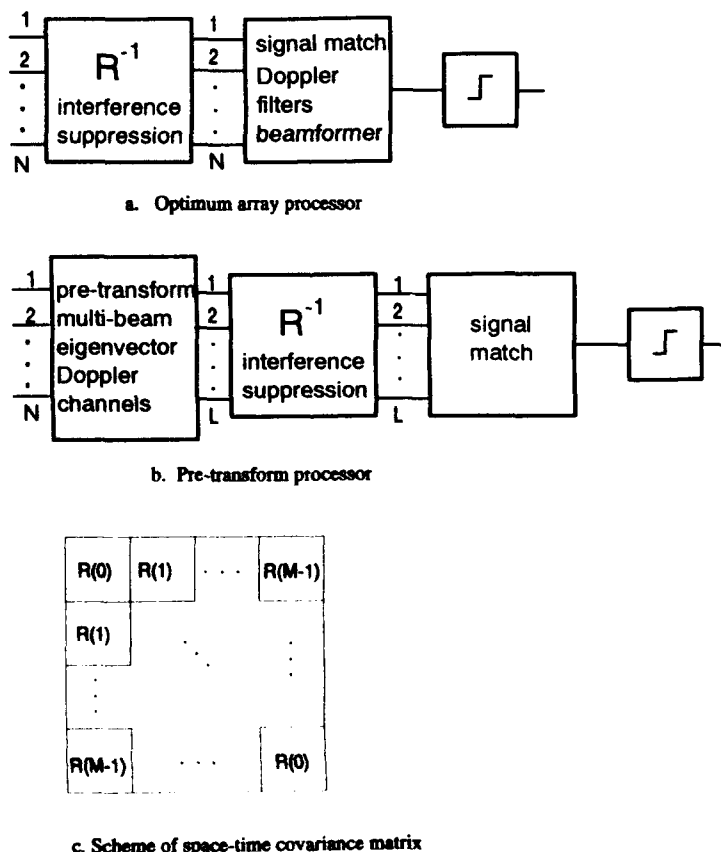 1
2
N
R⁻¹
interference
suppression
1
2
N
signal match
Doppler
filters
beamformer
a. Optimum array processor
1
2
N
pre-transform
multi-beam
eigenvector
Doppler
channels
1
2
L
R⁻¹
interference
suppression
1
2
L
signal
match
b. Pre-transform processor
R(0) R(1) · · · R(M-1)
R(1)
R(M-1) · · · R(0)
c. Scheme of space-time covariance matrix